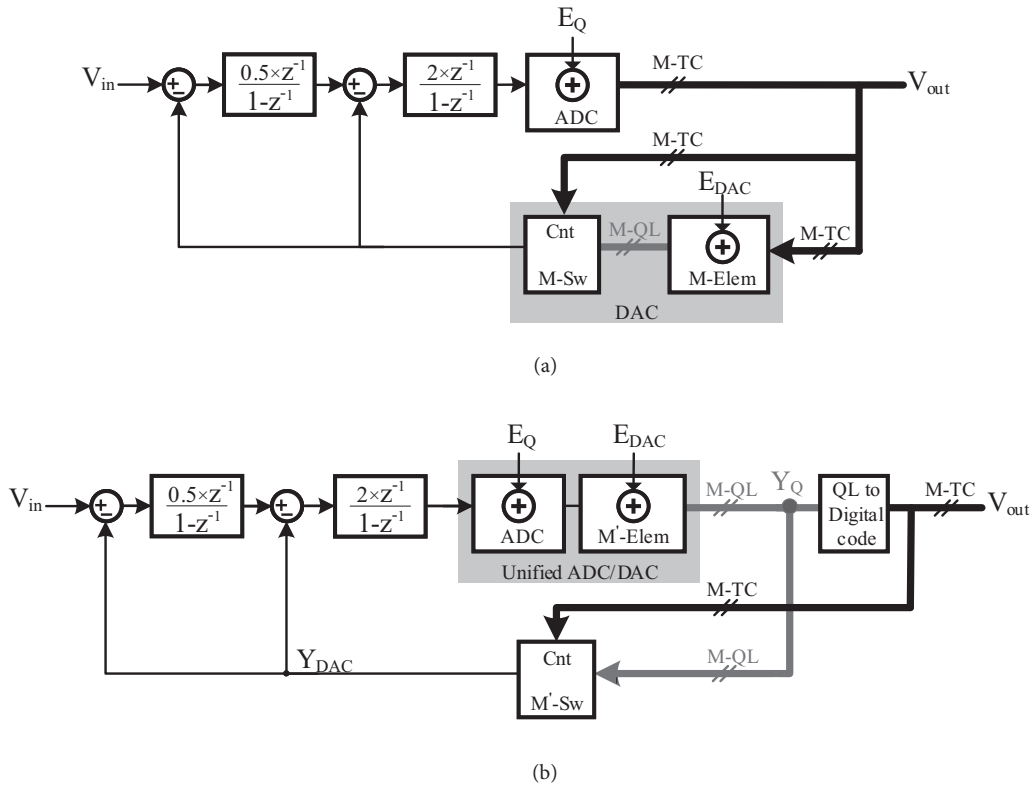 E_Q
V_in
+
−
0.5×z^-1
1-z^-1
+
−
2×z^-1
1-z^-1
+
ADC
M-TC
V_out
M-TC
E_DAC
Cnt
M-Sw
M-QL
+
M-Elem
M-TC
DAC
(a)
E_Q
E_DAC
V_in
+
−
0.5×z^-1
1-z^-1
+
−
2×z^-1
1-z^-1
+
ADC
+
M'-Elem
Unified ADC/DAC
M-QL
Y_Q
QL to
Digital
code
M-TC
V_out
M-TC
Y_DAC
Cnt
M'-Sw
M-QL
(b)